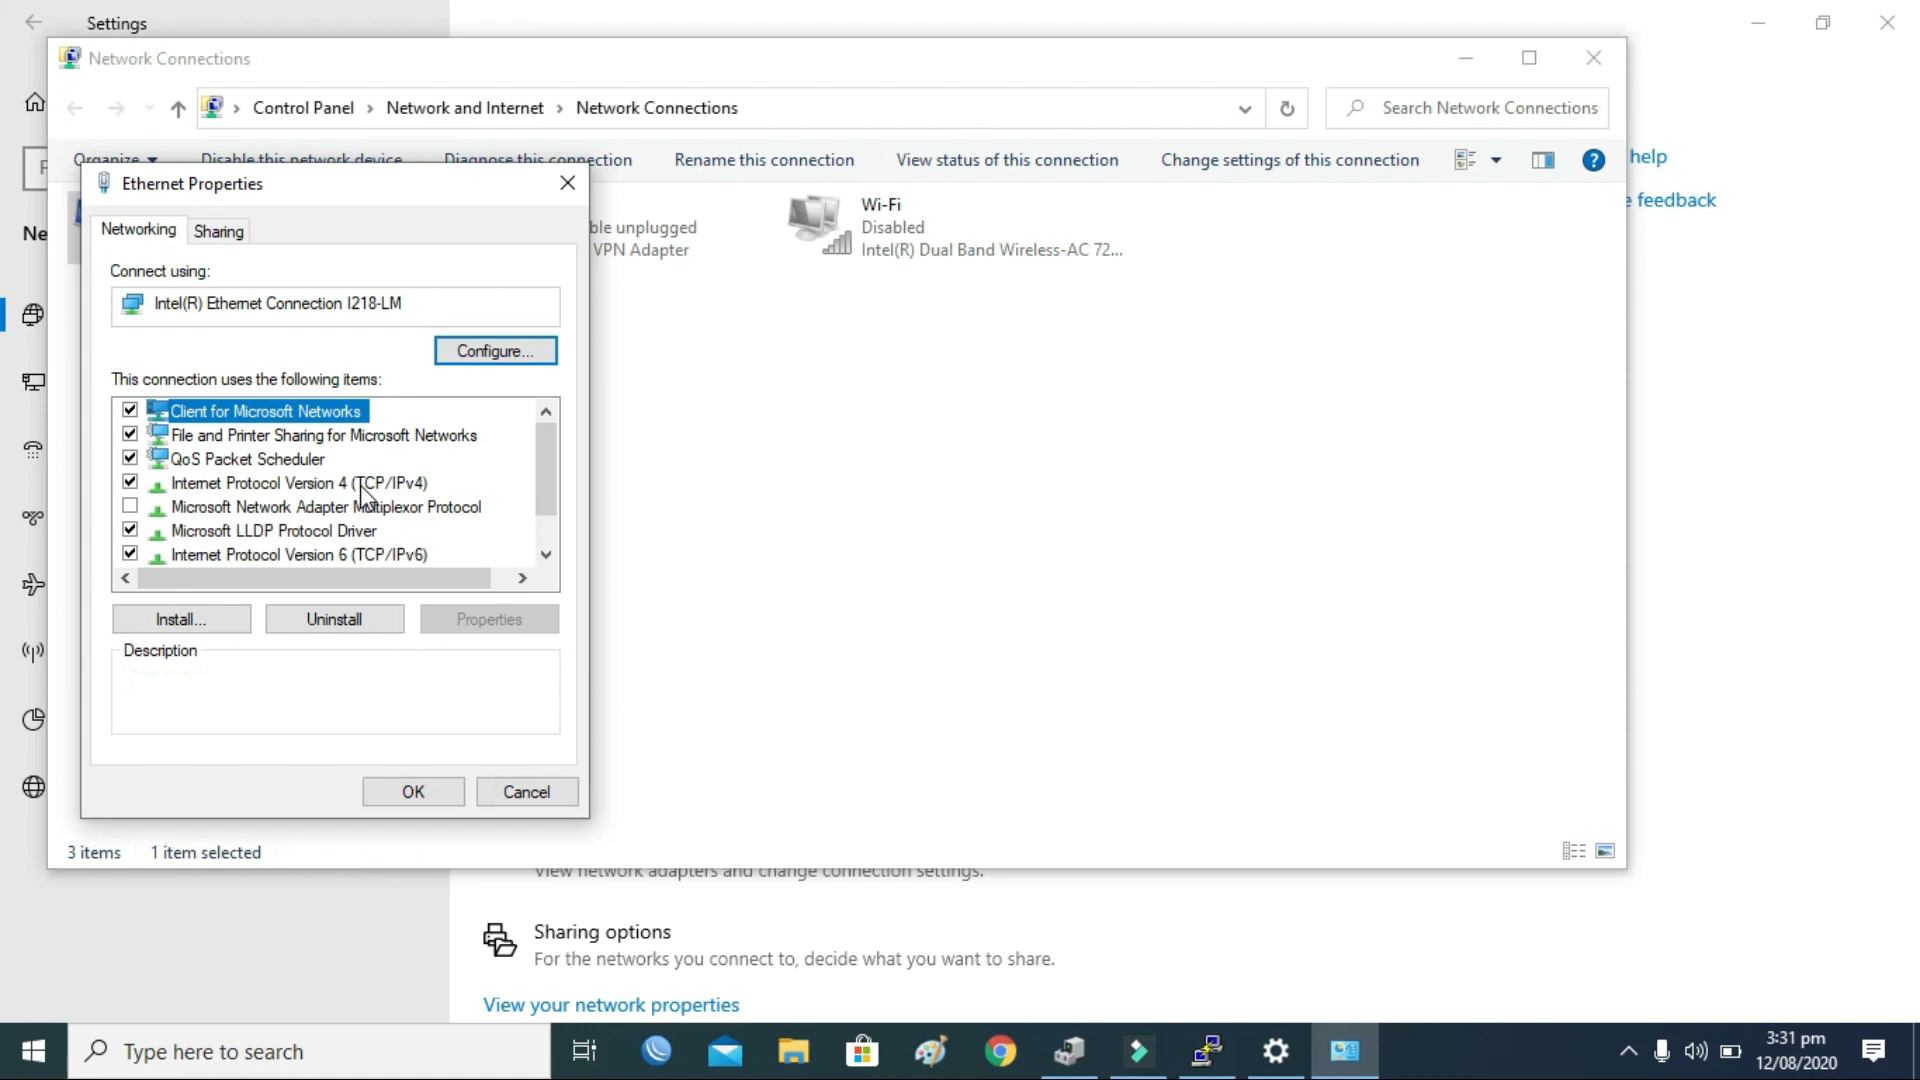 Settings
Network Connections
Control Panel > Network and Internet > Network Connections
Search Network Connections
Organize Disable this network device Diagnose this connection Rename this connection View status of this connection Change settings of this connection
help
feedback
Ne
Ethernet Properties
Networking Sharing
Connect using:
Intel(R) Ethernet Connection I218-LM
Configure...
This connection uses the following items:
Client for Microsoft Networks
File and Printer Sharing for Microsoft Networks
QoS Packet Scheduler
Internet Protocol Version 4 (TCP/IPv4)
Microsoft Network Adapter Multiplexor Protocol
Microsoft LLDP Protocol Driver
Internet Protocol Version 6 (TCP/IPv6)
Install... Uninstall Properties
Description
OK Cancel
ble unplugged
VPN Adapter
Wi-Fi
Disabled
Intel(R) Dual Band Wireless-AC 72...
3 items 1 item selected
View network adapters and change connection settings.
Sharing options
For the networks you connect to, decide what you want to share.
View your network properties
Type here to search
3:31 pm
12/08/2020